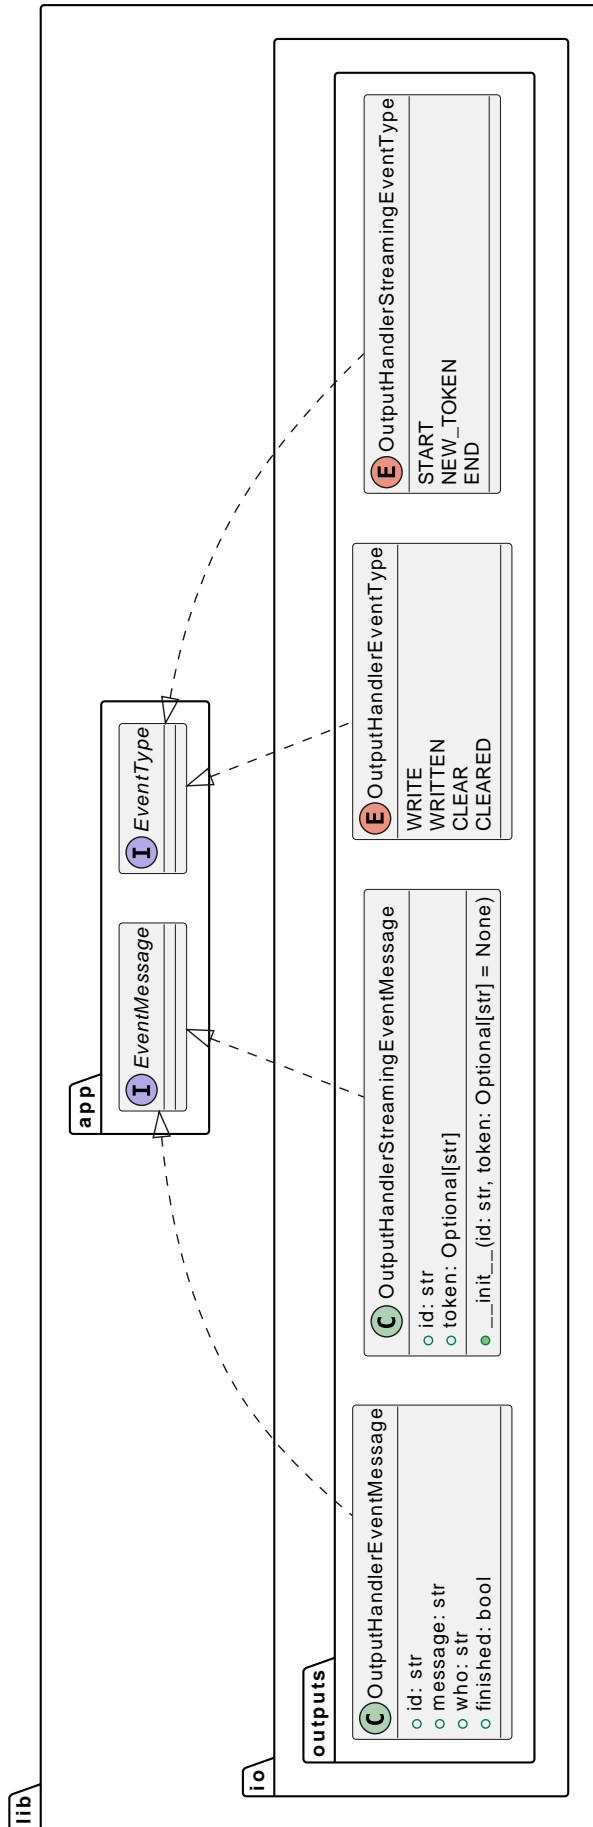 lib
app
EventMessage
EventType
io
outputs
OutputHandlerEventMessage
id: str
message: str
who: str
finished: bool
OutputHandlerStreamingEventMessage
id: str
token: Optional[str]
__init__(id: str, token: Optional[str] = None)
OutputHandlerEventType
WRITE
WRITTEN
CLEAR
CLEARED
OutputHandlerStreamingEventType
START
NEW_TOKEN
END
I
I
C
C
E
E